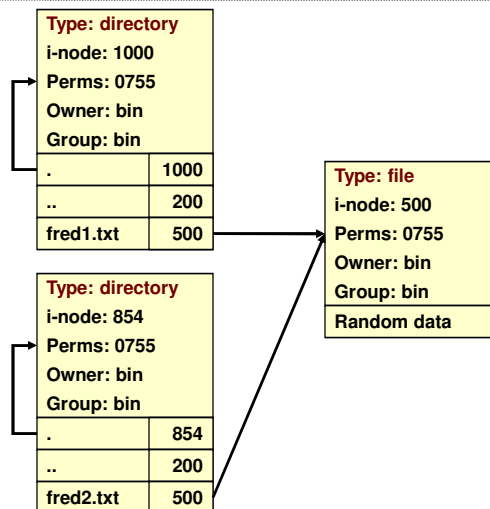 Type: directory
i-node: 1000
Perms: 0755
Owner: bin
Group: bin
. 1000
.. 200
fred1.txt 500
Type: directory
i-node: 854
Perms: 0755
Owner: bin
Group: bin
. 854
.. 200
fred2.txt 500
Type: file
i-node: 500
Perms: 0755
Owner: bin
Group: bin
Random data